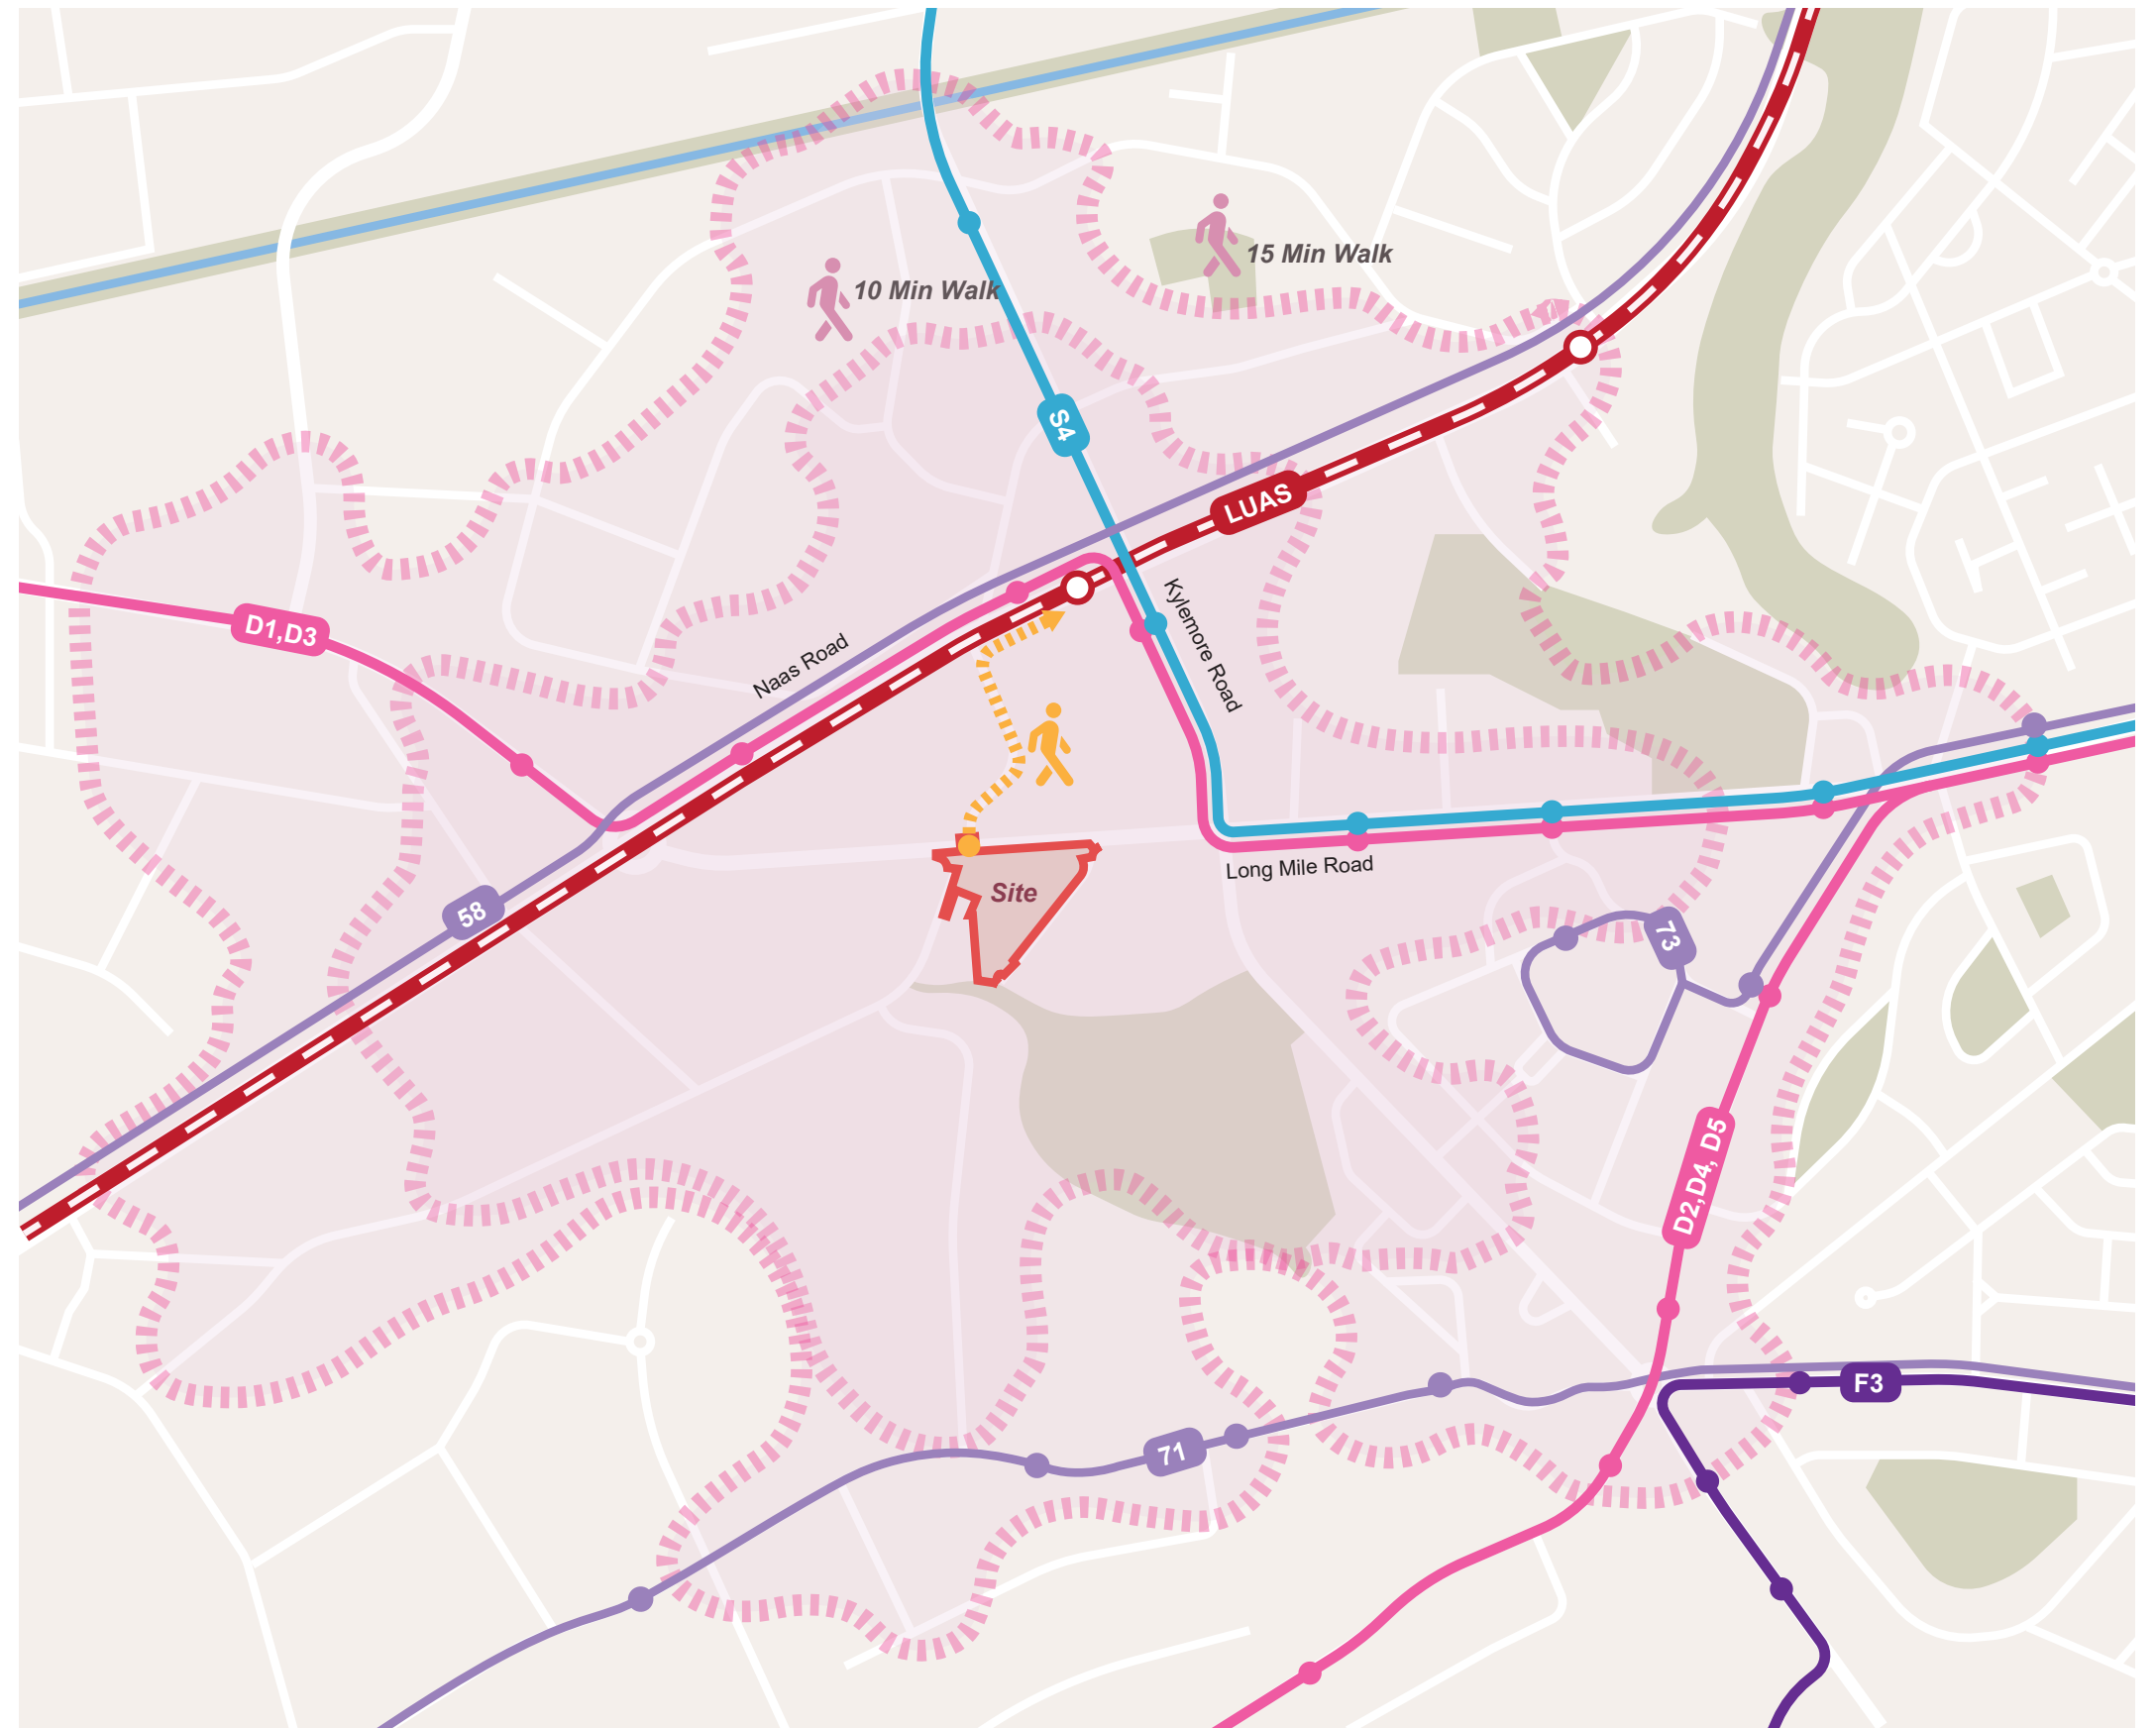 15 Min Walk
10 Min Walk
S4
LUAS
D1,D3
Naas Road
Kylemore Road
Long Mile Road
Site
58
73
D2,D4, D5
F3
71